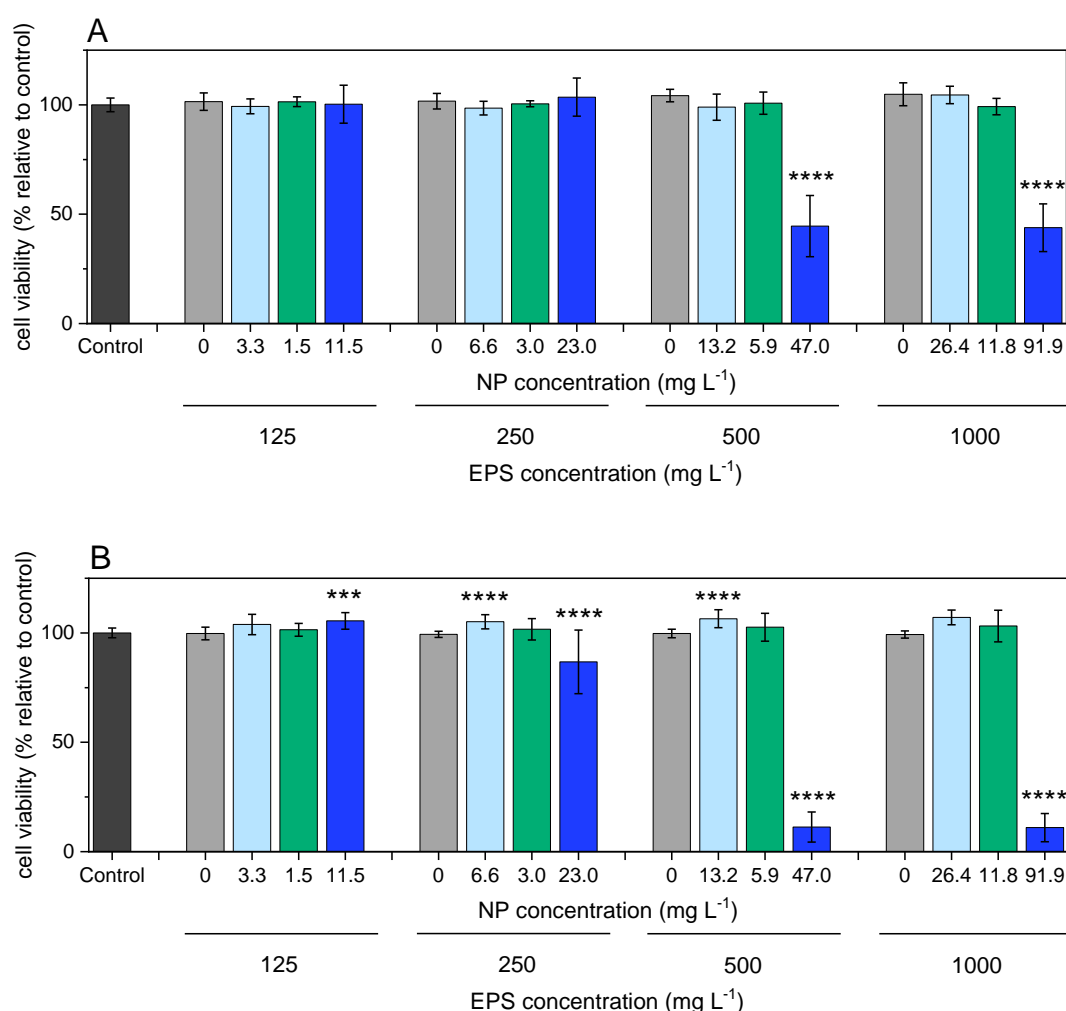 A
cell viability (% relative to control)
100
50
0
****
****
Control 0 3.3 1.5 11.5 0 6.6 3.0 23.0 0 13.2 5.9 47.0 0 26.4 11.8 91.9
NP concentration (mg L⁻¹)
125 250 500 1000
EPS concentration (mg L⁻¹)
B
cell viability (% relative to control)
100
50
0
***
****
****
****
****
****
Control 0 3.3 1.5 11.5 0 6.6 3.0 23.0 0 13.2 5.9 47.0 0 26.4 11.8 91.9
NP concentration (mg L⁻¹)
125 250 500 1000
EPS concentration (mg L⁻¹)